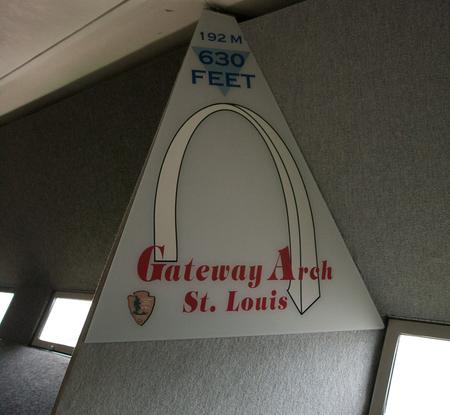 192 M
630
FEET
Gateway Arch
St. Louis